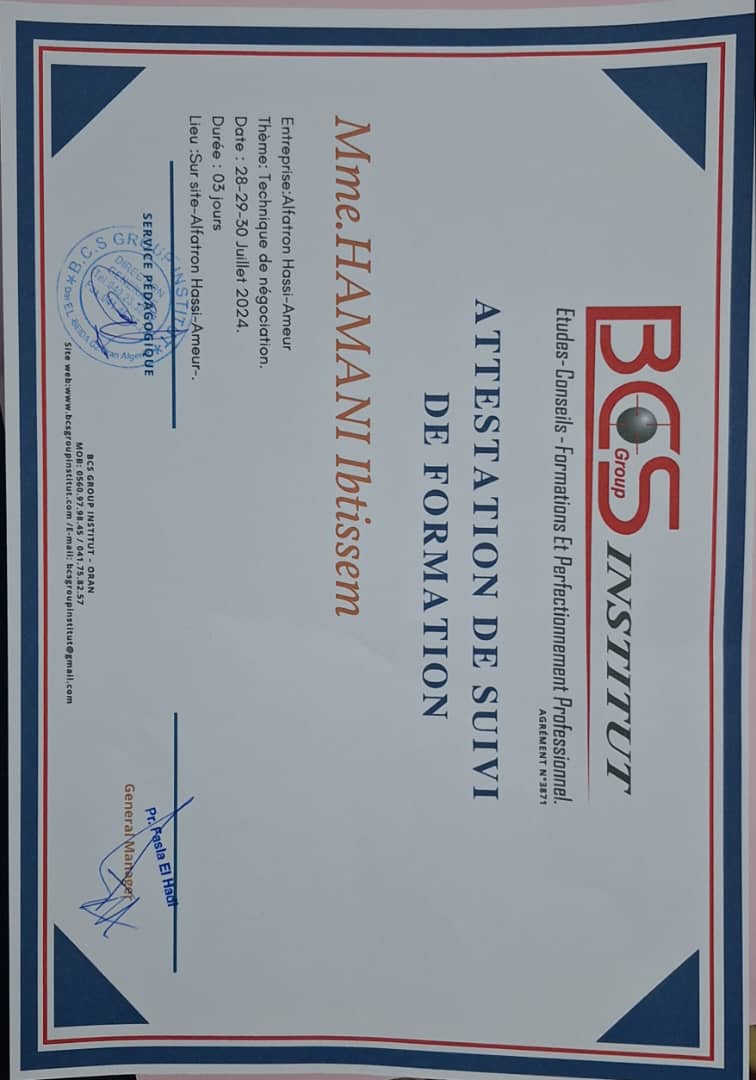 BCS Group INSTITUT
Etudes-Conseils-Formations Et Perfectionnement Professionnel.
AGRÉMENT N°3871
ATTESTATION DE SUIVI
DE FORMATION
Mme.HAMANI Ibtissem
Entreprise:Alfatron Hassi-Ameur
Thème: Technique de négociation.
Date : 28-29-30 Juillet 2024.
Durée : 03 jours
Lieu :Sur site-Alfatron Hassi-Ameur-.
SERVICE PÉDAGOGIQUE
B.C.S GROUP INSTITUT
DIRECTION
Pr. Fasla El Hadi
General Manager
BCS GROUP INSTITUT - ORAN
MOB: 0560.97.98.45 / 041.75.82.57
Site web:www.bcsgroupinstitut.com /E-mail: bcsgroupinstitut@gmail.com